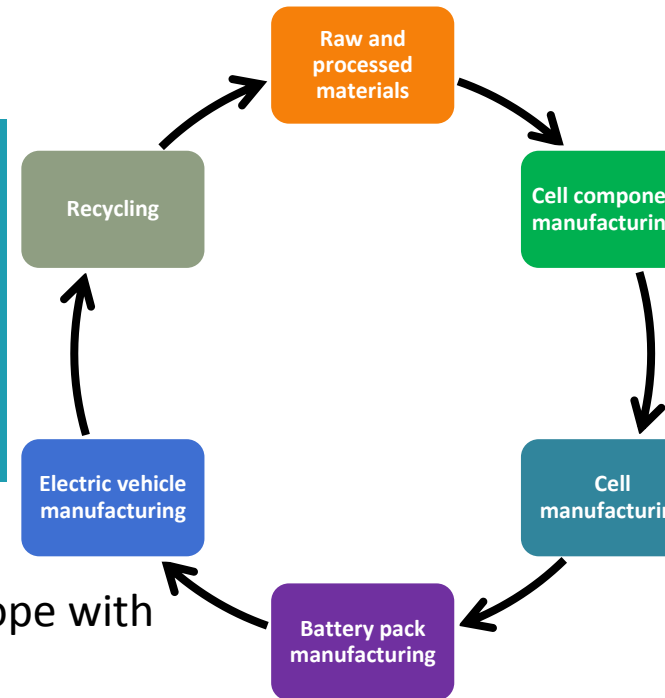 Raw and
processed
materials
Recycling
Cell compone
manufacturin
Electric vehicle
manufacturing
Cell
manufacturin
Battery pack
manufacturing
ope with